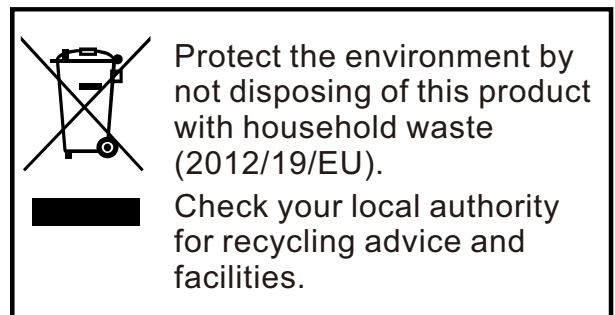 Protect the environment by
not disposing of this product
with household waste
(2012/19/EU).
Check your local authority
for recycling advice and
facilities.